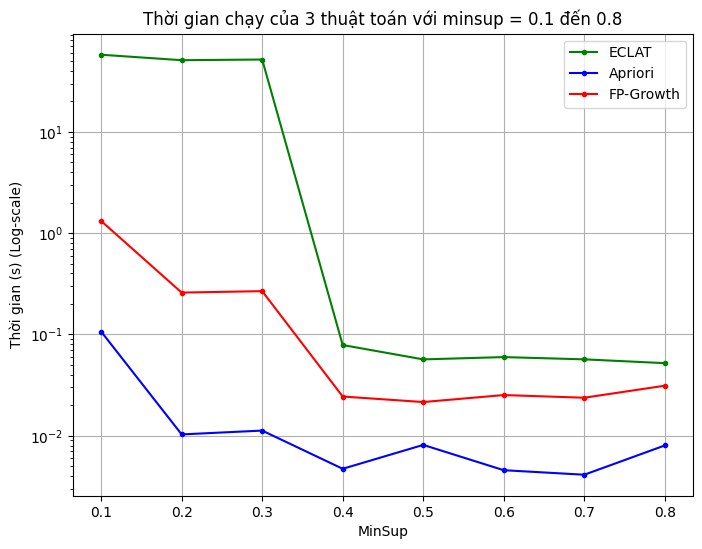 Thời gian chạy của 3 thuật toán với minsup = 0.1 đến 0.8
ECLAT
Apriori
FP-Growth
Thời gian (s) (Log-scale)
10¹
10⁰
10⁻¹
10⁻²
0.1 0.2 0.3 0.4 0.5 0.6 0.7 0.8
MinSup